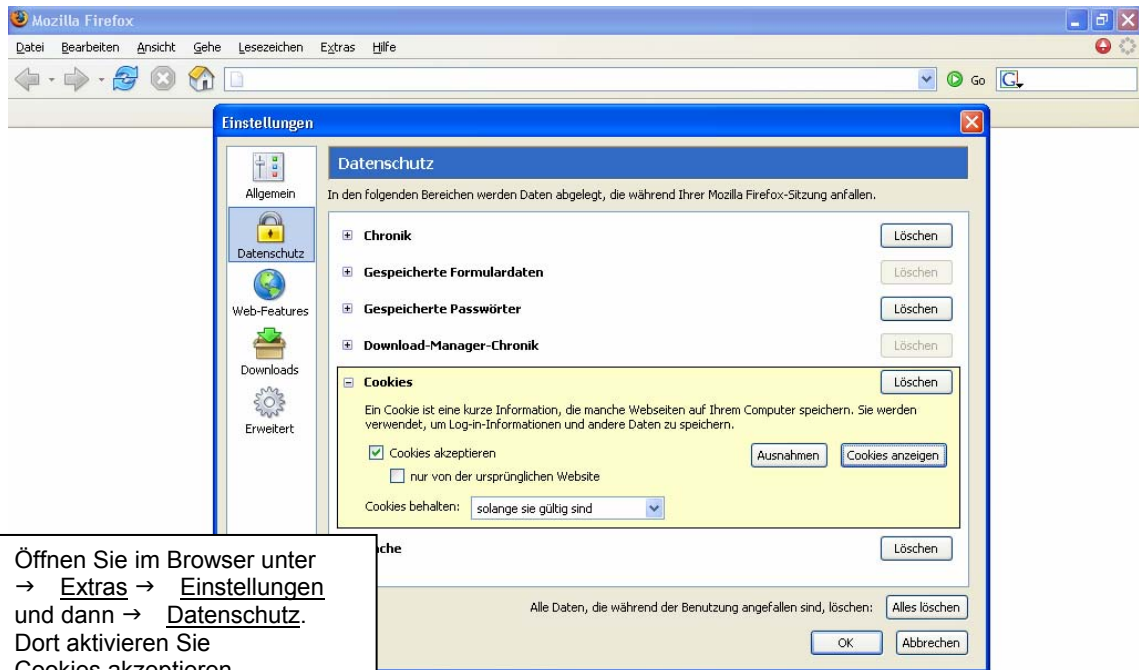 Mozilla Firefox
Datei Bearbeiten Ansicht Gehe Lesezeichen Extras Hilfe
Go G
Einstellungen
Allgemein
Datenschutz
Web-Features
Downloads
Erweitert
Datenschutz
In den folgenden Bereichen werden Daten abgelegt, die während Ihrer Mozilla Firefox-Sitzung anfallen.
Chronik Löschen
Gespeicherte Formulardaten Löschen
Gespeicherte Passwörter Löschen
Download-Manager-Chronik Löschen
Cookies Löschen
Ein Cookie ist eine kurze Information, die manche Webseiten auf Ihrem Computer speichern. Sie werden
verwendet, um Log-in-Informationen und andere Daten zu speichern.
Cookies akzeptieren Ausnahmen Cookies anzeigen
nur von der ursprünglichen Website
Cookies behalten: solange sie gültig sind
che Löschen
Alle Daten, die während der Benutzung angefallen sind, löschen: Alles löschen
OK Abbrechen
Öffnen Sie im Browser unter
→ Extras → Einstellungen
und dann → Datenschutz.
Dort aktivieren Sie
Cookies akzeptieren